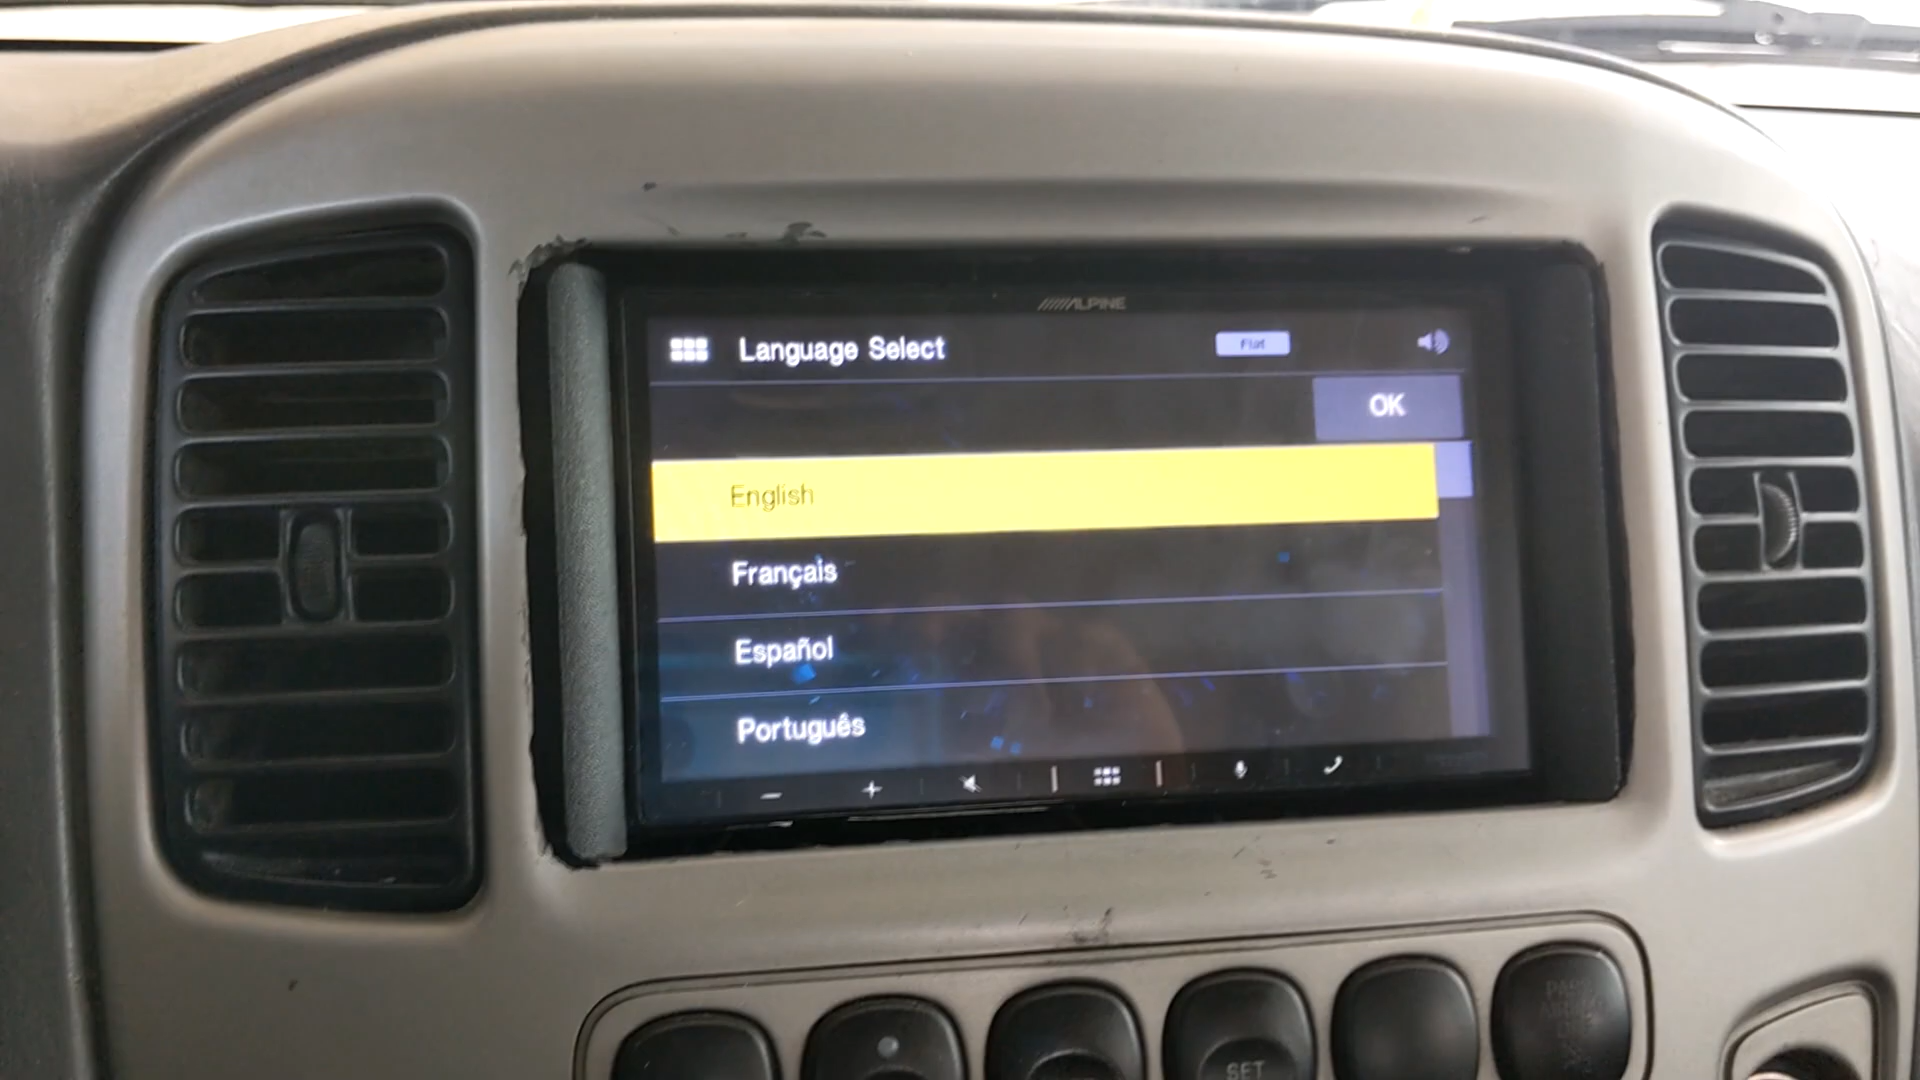 ALPINE
Language Select
Flat
OK
English
Français
Español
Português
SET